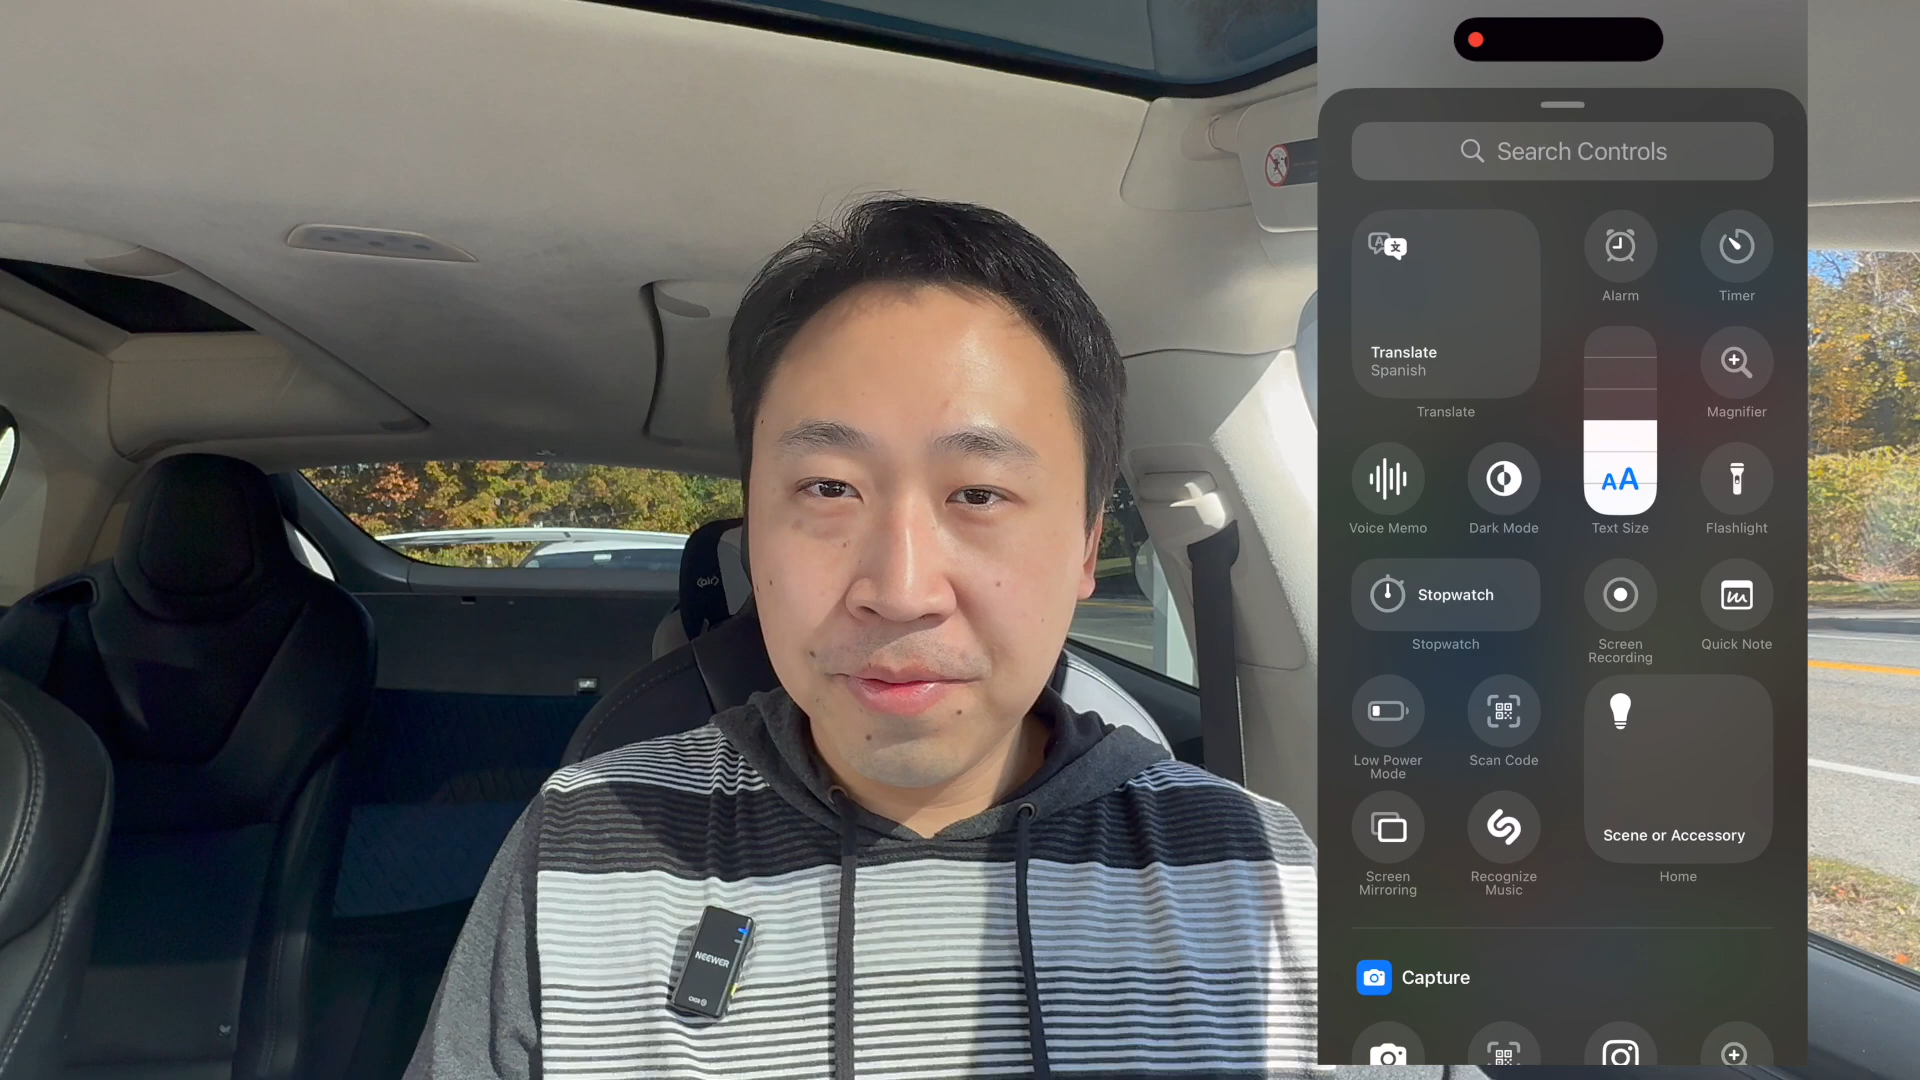 Search Controls
A 文
Translate
Spanish
Translate
Alarm
Timer
Magnifier
AA
Voice Memo
Dark Mode
Text Size
Flashlight
Stopwatch
Stopwatch
Screen
Recording
Quick Note
Low Power
Mode
Scan Code
Scene or Accessory
Home
Screen
Mirroring
Recognize
Music
Capture
NEEWER